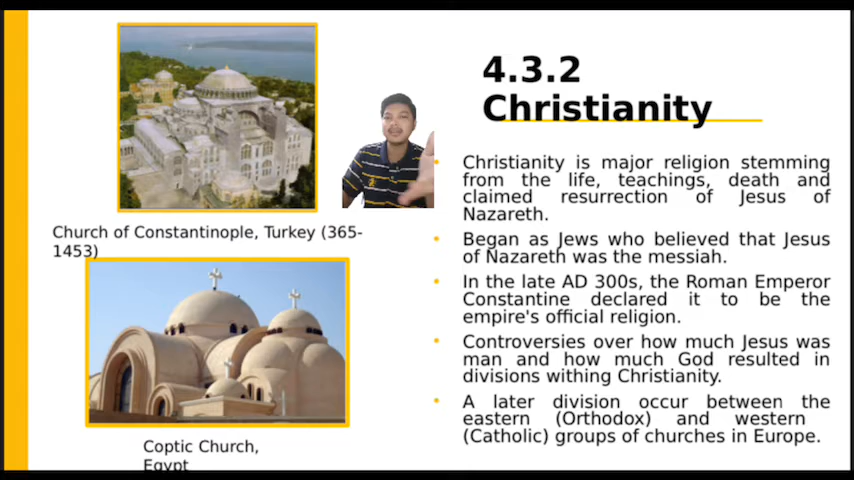 4.3.2
Christianity
Church of Constantinople, Turkey (365-
1453)
Coptic Church,
Egypt
Christianity is major religion stemming
from the life, teachings, death and
claimed resurrection of Jesus of
Nazareth.
Began as Jews who believed that Jesus
of Nazareth was the messiah.
In the late AD 300s, the Roman Emperor
Constantine declared it to be the
empire's official religion.
Controversies over how much Jesus was
man and how much God resulted in
divisions withing Christianity.
A later division occur between the
eastern (Orthodox) and western
(Catholic) groups of churches in Europe.